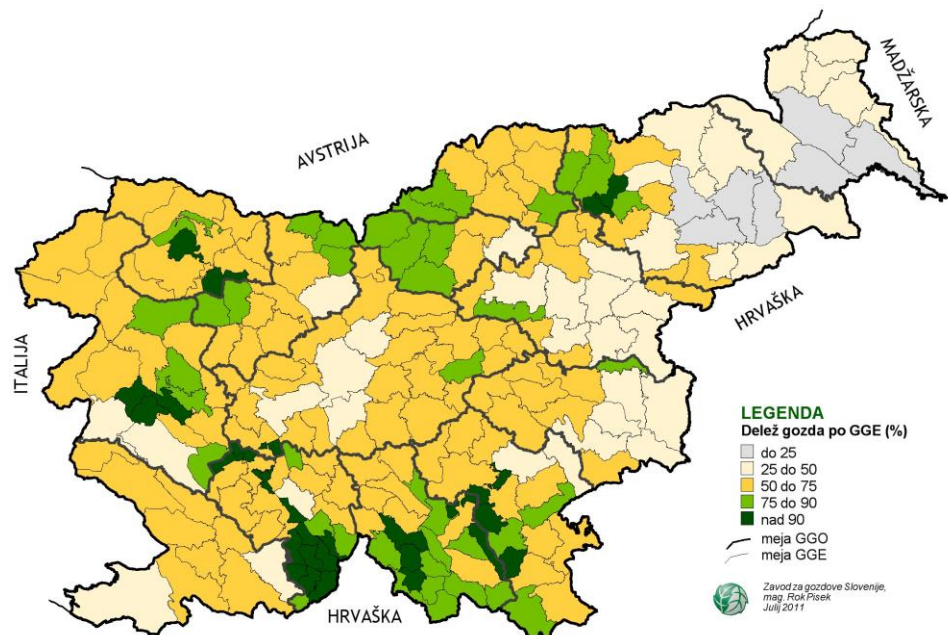 MADŽARSKA
AVSTRIJA
HRVAŠKA
ITALIJA
LEGENDA
Delež gozda po GGE (%)
do 25
25 do 50
50 do 75
75 do 90
nad 90
meja GGO
meja GGE
Zavod za gozdove Slovenije,
mag. Rok Pisek
Julij 2011
HRVAŠKA